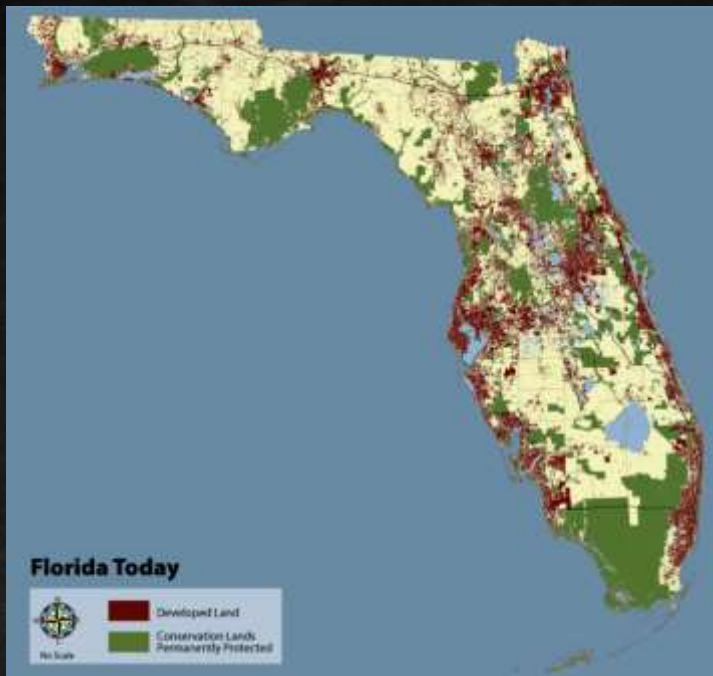 Florida Today
Developed Land
Conservation Lands
Permanently Protected
No Scale